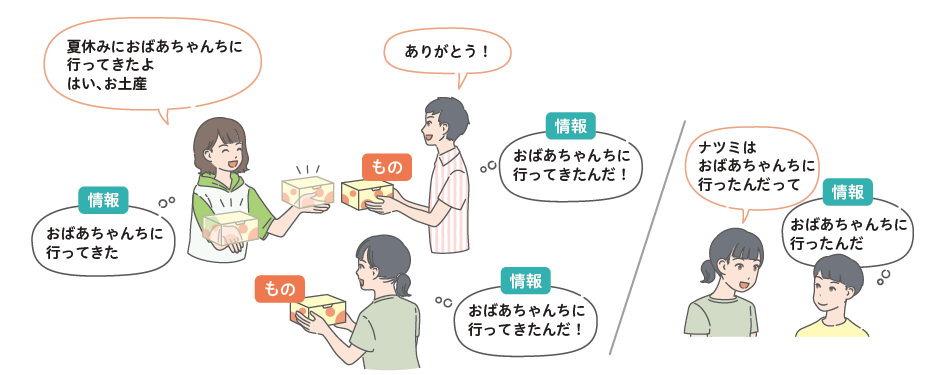 夏休みにおばあちゃんちに
行ってきたよ
はい、お土産
ありがとう！
情報
おばあちゃんちに
行ってきた
もの
情報
おばあちゃんちに
行ってきたんだ！
もの
情報
おばあちゃんちに
行ってきたんだ！
ナツミは
おばあちゃんちに
行ったんだって
情報
おばあちゃんちに
行ったんだ